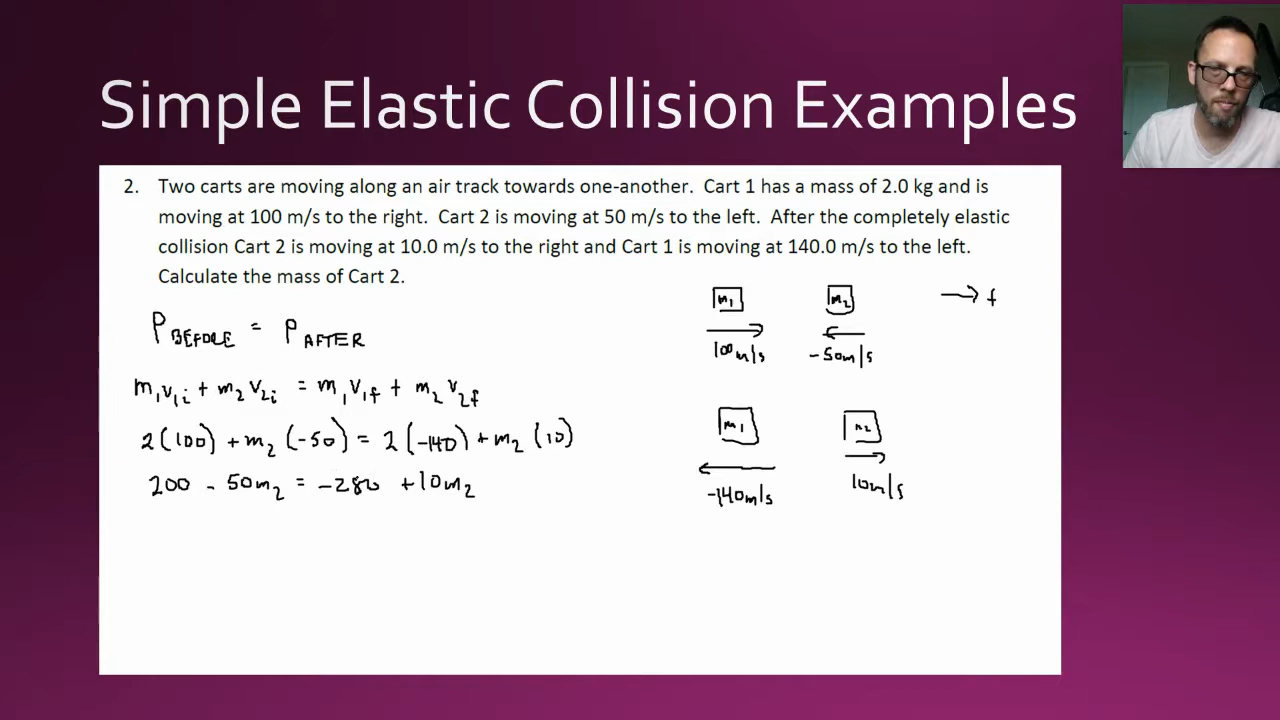 Simple Elastic Collision Examples
2. Two carts are moving along an air track towards one-another. Cart 1 has a mass of 2.0 kg and is
moving at 100 m/s to the right. Cart 2 is moving at 50 m/s to the left. After the completely elastic
collision Cart 2 is moving at 10.0 m/s to the right and Cart 1 is moving at 140.0 m/s to the left.
Calculate the mass of Cart 2.
m₁ m₂ → +
100m/s -50m/s
P BEFORE = P AFTER
m₁v₁i + m₂v₂i = m₁v₁f + m₂v₂f
2(100) + m₂(-50) = 2(-140) + m₂(10)
200 - 50m₂ = -280 + 10m₂
m₁ m₂
-140m/s 10m/s